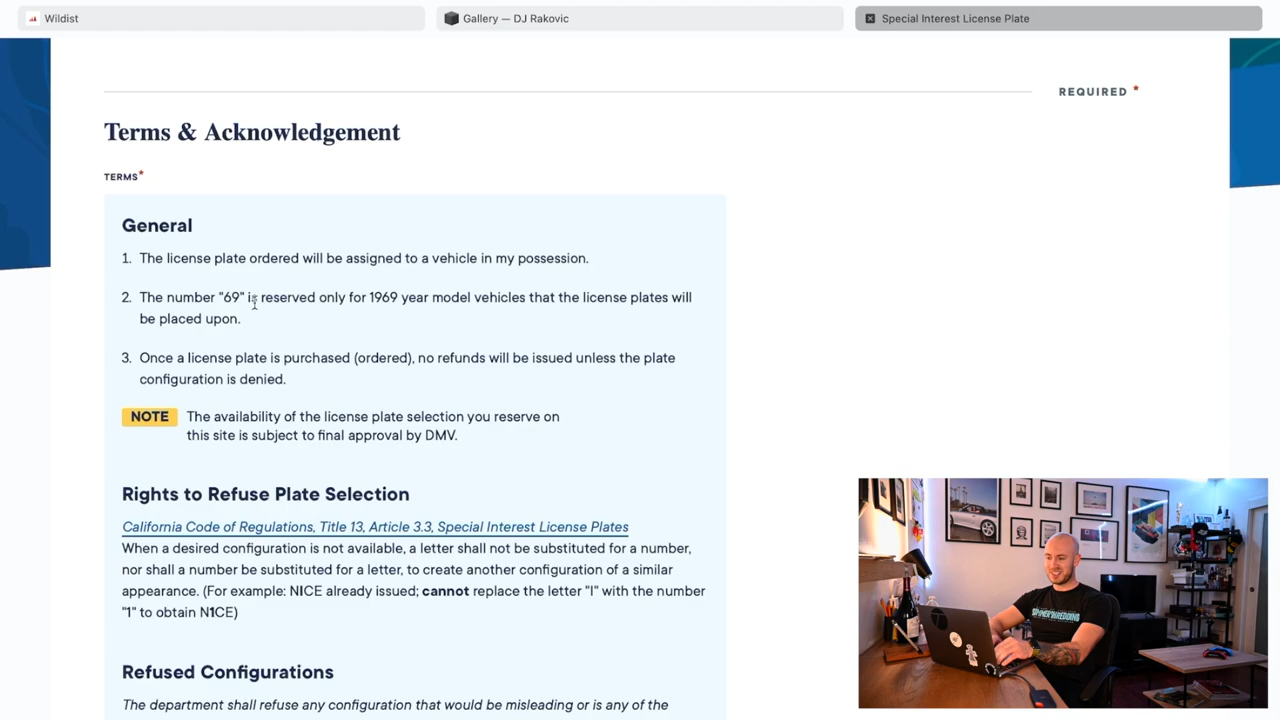 Wildist
Gallery — DJ Rakovic
Special Interest License Plate
REQUIRED *
Terms & Acknowledgement
TERMS*
General
1. The license plate ordered will be assigned to a vehicle in my possession.
2. The number "69" is reserved only for 1969 year model vehicles that the license plates will
be placed upon.
3. Once a license plate is purchased (ordered), no refunds will be issued unless the plate
configuration is denied.
NOTE The availability of the license plate selection you reserve on
this site is subject to final approval by DMV.
Rights to Refuse Plate Selection
California Code of Regulations, Title 13, Article 3.3, Special Interest License Plates
When a desired configuration is not available, a letter shall not be substituted for a number,
nor shall a number be substituted for a letter, to create another configuration of a similar
appearance. (For example: NICE already issued; cannot replace the letter "I" with the number
"1" to obtain N1CE)
Refused Configurations
The department shall refuse any configuration that would be misleading or is any of the